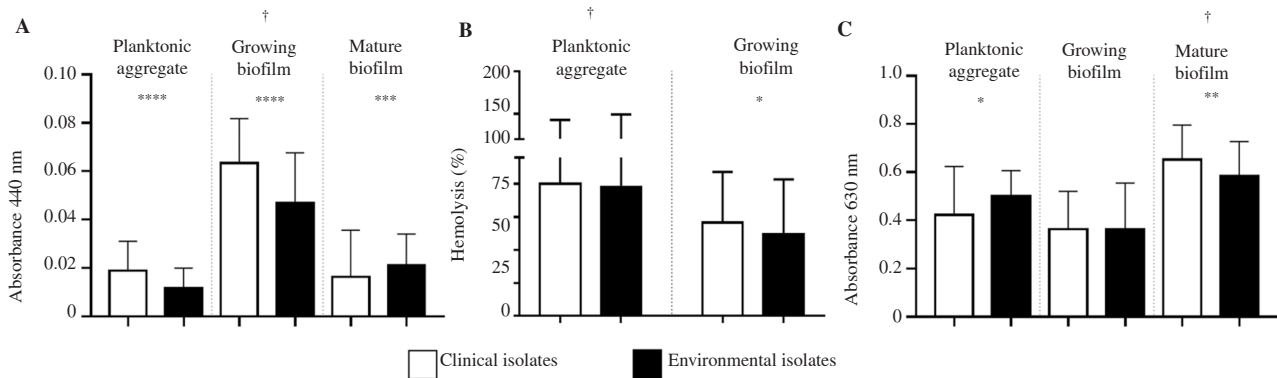 A
†
Planktonic
aggregate
Growing
biofilm
Mature
biofilm
****
****
***
Absorbance 440 nm
0.10
0.08
0.06
0.04
0.02
0
B
†
Planktonic
aggregate
Growing
biofilm
*
Hemolysis (%)
200
150
100
75
50
25
0
C
†
Planktonic
aggregate
Growing
biofilm
Mature
biofilm
*
**
Absorbance 630 nm
1.0
0.8
0.6
0.4
0.2
0
Clinical isolates
Environmental isolates